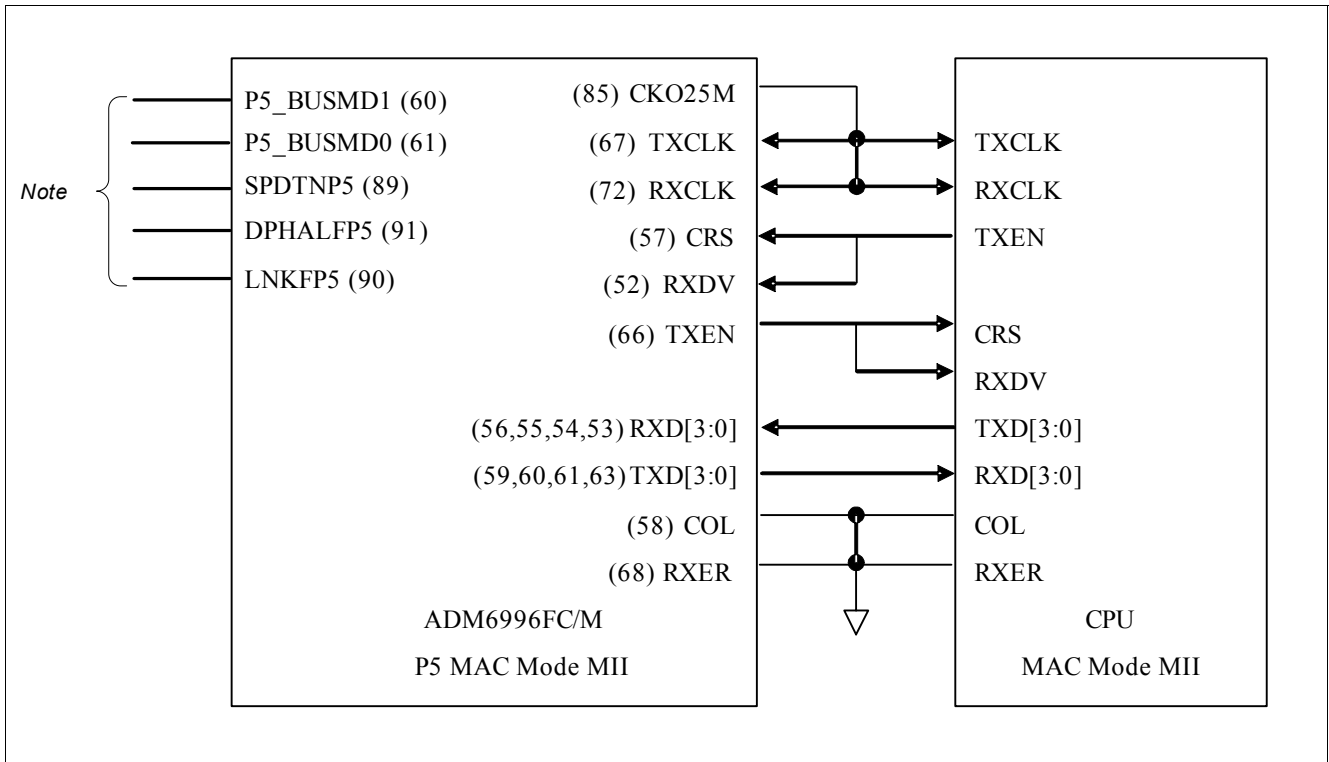 Note
P5_BUSMD1 (60)
P5_BUSMD0 (61)
SPDTNP5 (89)
DPHALFP5 (91)
LNKFP5 (90)
(85) CKO25M
(67) TXCLK
(72) RXCLK
(57) CRS
(52) RXDV
(66) TXEN
(56,55,54,53) RXD[3:0]
(59,60,61,63) TXD[3:0]
(58) COL
(68) RXER
ADM6996FC/M
P5 MAC Mode MII
TXCLK
RXCLK
TXEN
CRS
RXDV
TXD[3:0]
RXD[3:0]
COL
RXER
CPU
MAC Mode MII